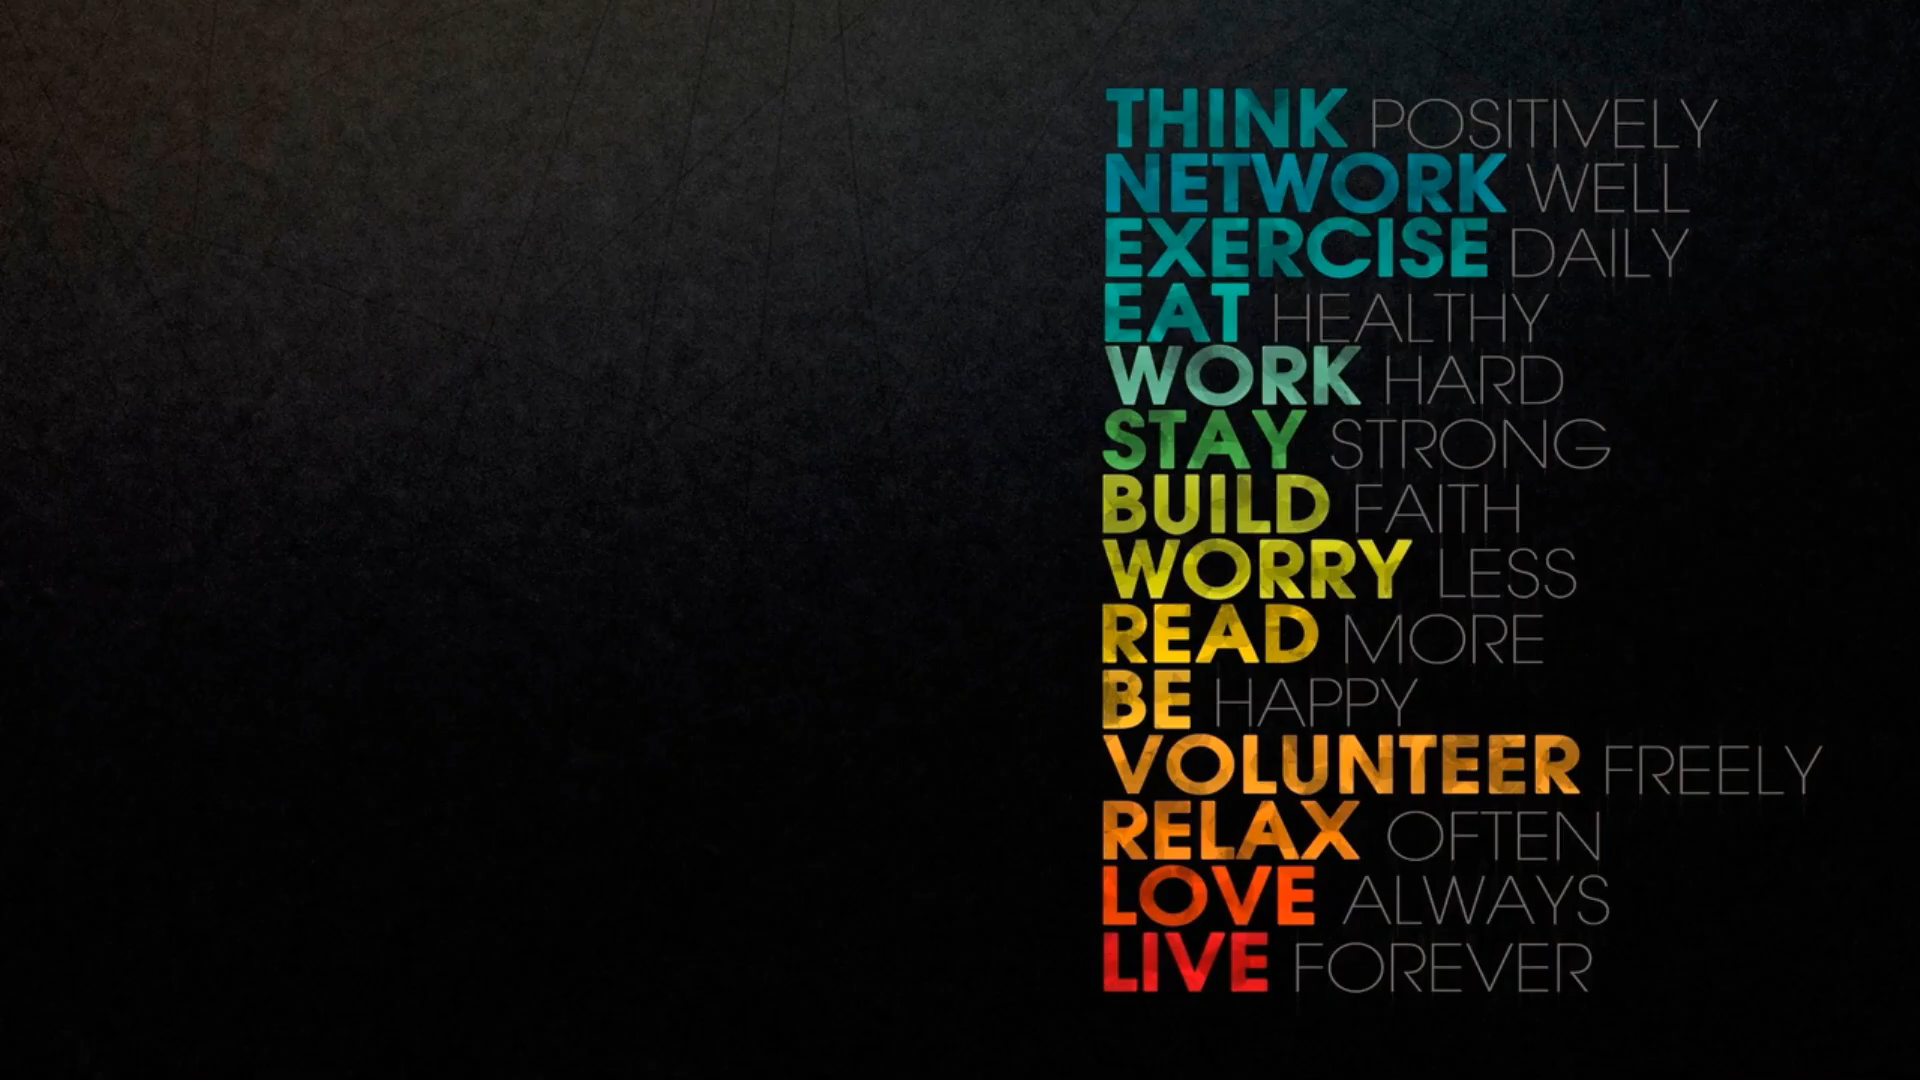 THINK POSITIVELY
NETWORK WELL
EXERCISE DAILY
EAT HEALTHY
WORK HARD
STAY STRONG
BUILD FAITH
WORRY LESS
READ MORE
BE HAPPY
VOLUNTEER FREELY
RELAX OFTEN
LOVE ALWAYS
LIVE FOREVER